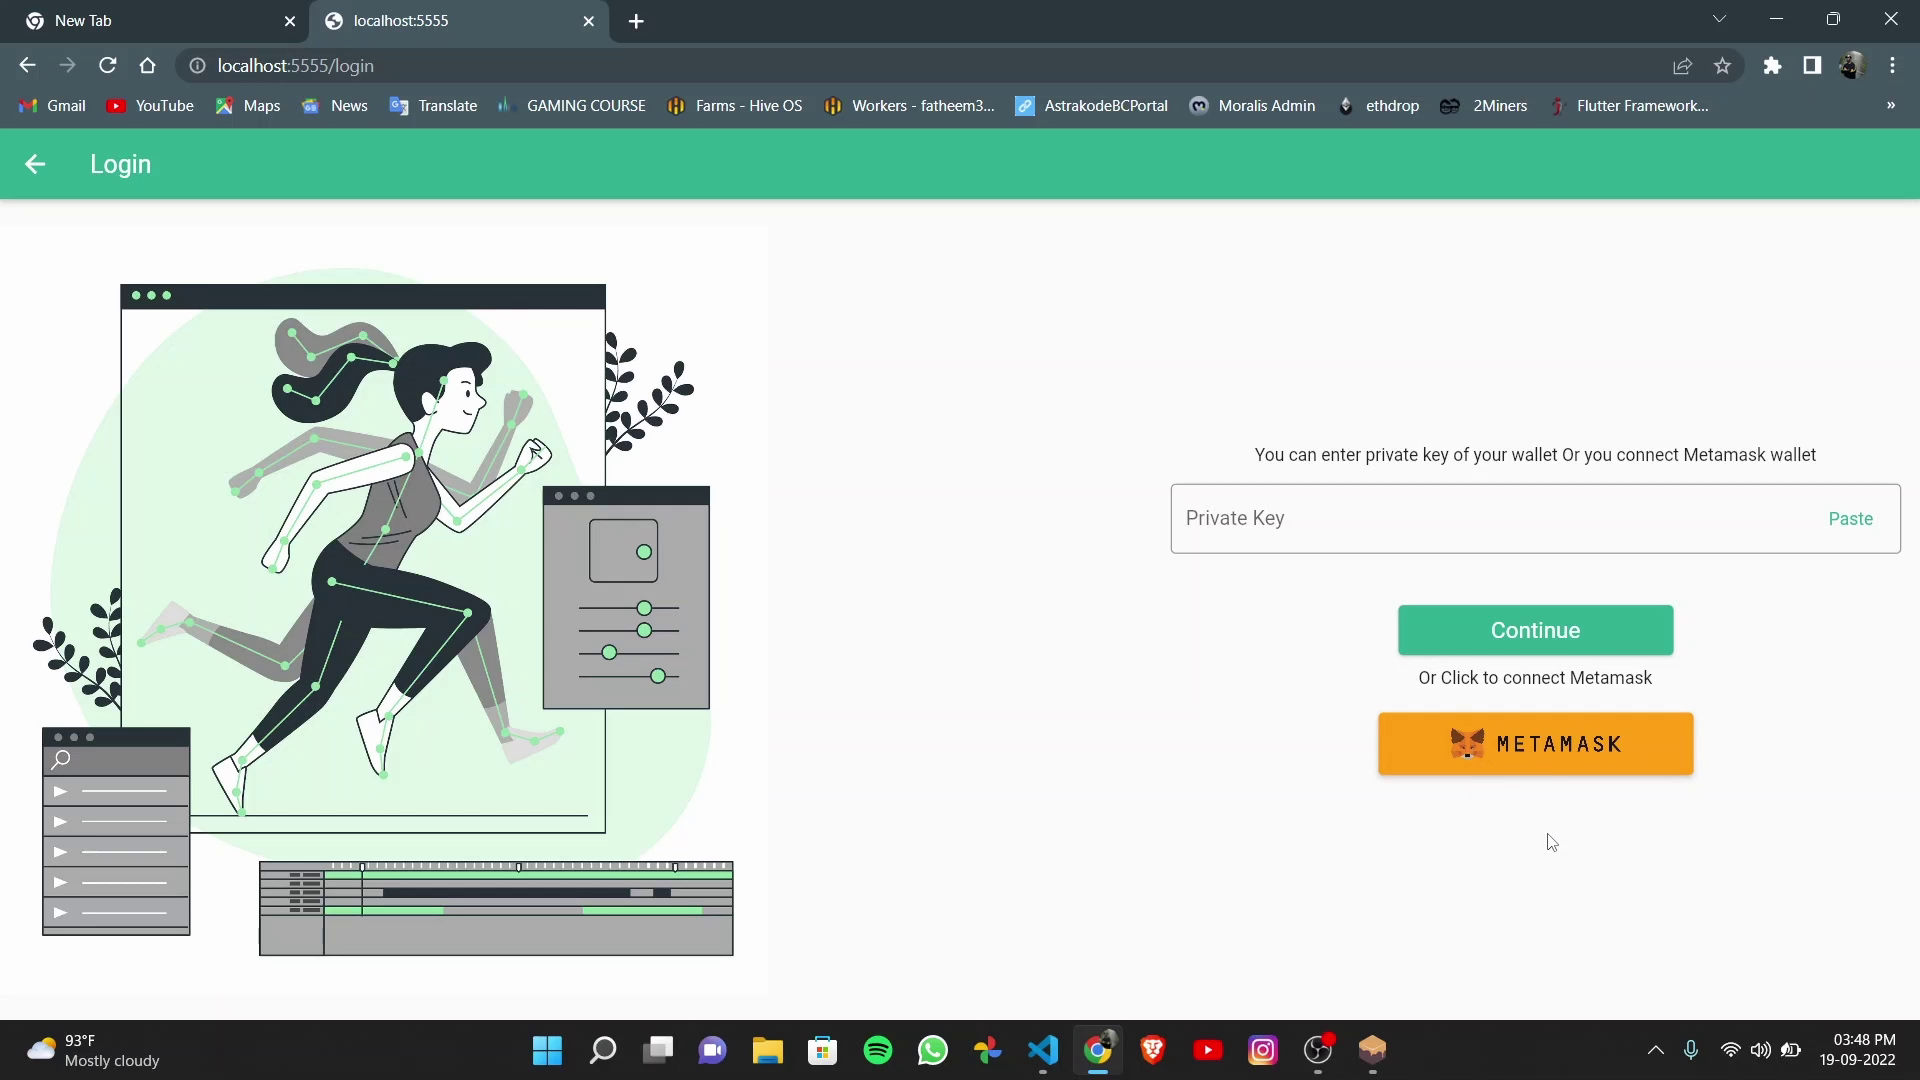 New Tab
localhost:5555
localhost:5555/login
Gmail
YouTube
Maps
News
Translate
GAMING COURSE
Farms - Hive OS
Workers - fatheem3...
AstrakodeBCPortal
Moralis Admin
ethdrop
2Miners
Flutter Framework...
»
Login
You can enter private key of your wallet Or you connect Metamask wallet
Private Key
Paste
Continue
Or Click to connect Metamask
METAMASK
93°F
Mostly cloudy
03:48 PM
19-09-2022